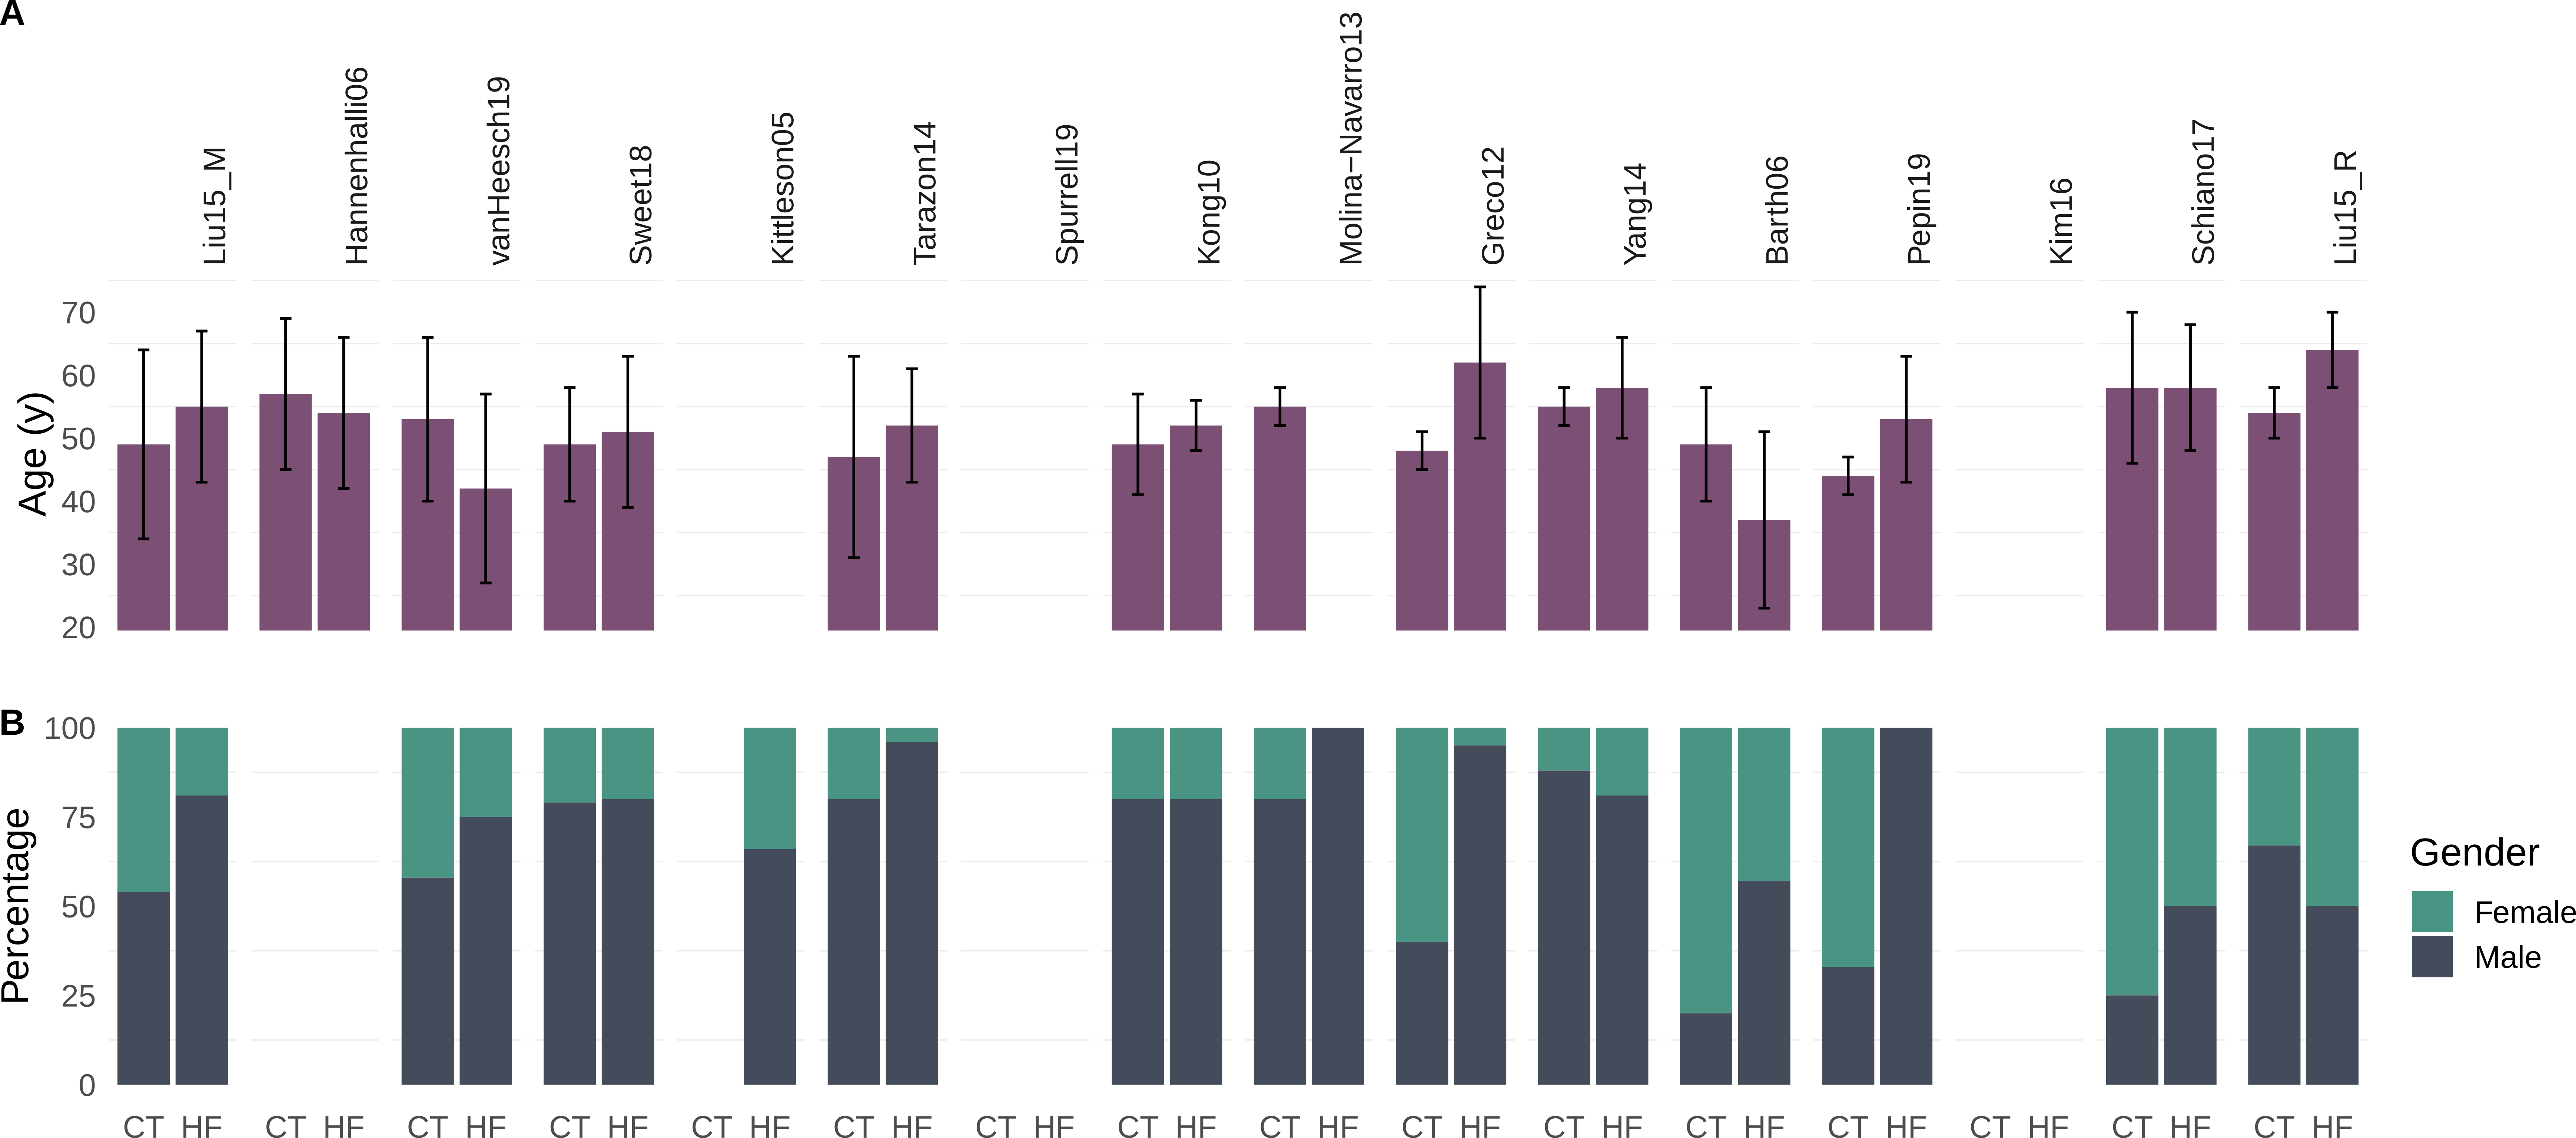 A
Liu15_M
Hannenhalli06
vanHeesch19
Sweet18
Kittleson05
Tarazon14
Spurrell19
Kong10
Molina−Navarro13
Greco12
Yang14
Barth06
Pepin19
Kim16
Schiano17
Liu15_R
Age (y)
70
60
50
40
30
20
B
Percentage
100
75
50
25
0
CT HF CT HF CT HF CT HF CT HF CT HF CT HF CT HF CT HF CT HF CT HF CT HF CT HF CT HF CT HF CT HF
Gender
Female
Male